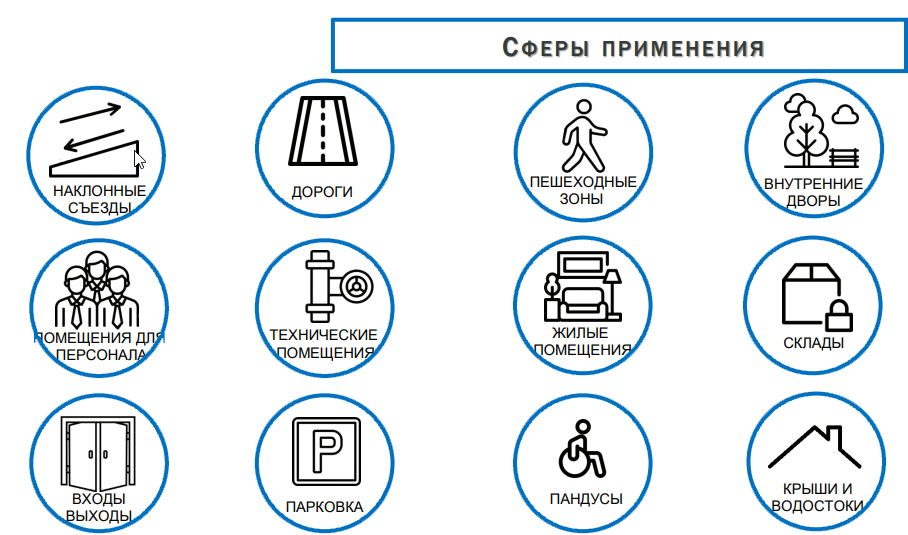 Сферы применения
НАКЛОННЫЕ
СЪЕЗДЫ
ДОРОГИ
ПЕШЕХОДНЫЕ
ЗОНЫ
ВНУТРЕННИЕ
ДВОРЫ
ПОМЕЩЕНИЯ ДЛЯ
ПЕРСОНАЛА
ТЕХНИЧЕСКИЕ
ПОМЕЩЕНИЯ
ЖИЛЫЕ
ПОМЕЩЕНИЯ
СКЛАДЫ
ВХОДЫ
ВЫХОДЫ
P
ПАРКОВКА
ПАНДУСЫ
КРЫШИ И
ВОДОСТОКИ